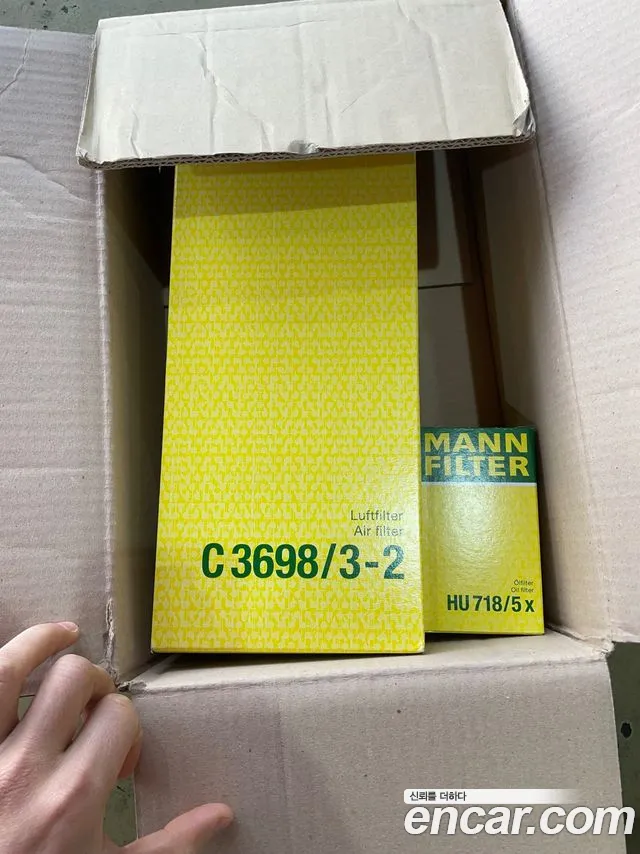 Luftfilter
Air filter
C 3698/3-2
MANN
FILTER
Ölfilter
Oil filter
HU 718/5 x
신뢰를 더하다
encar.com